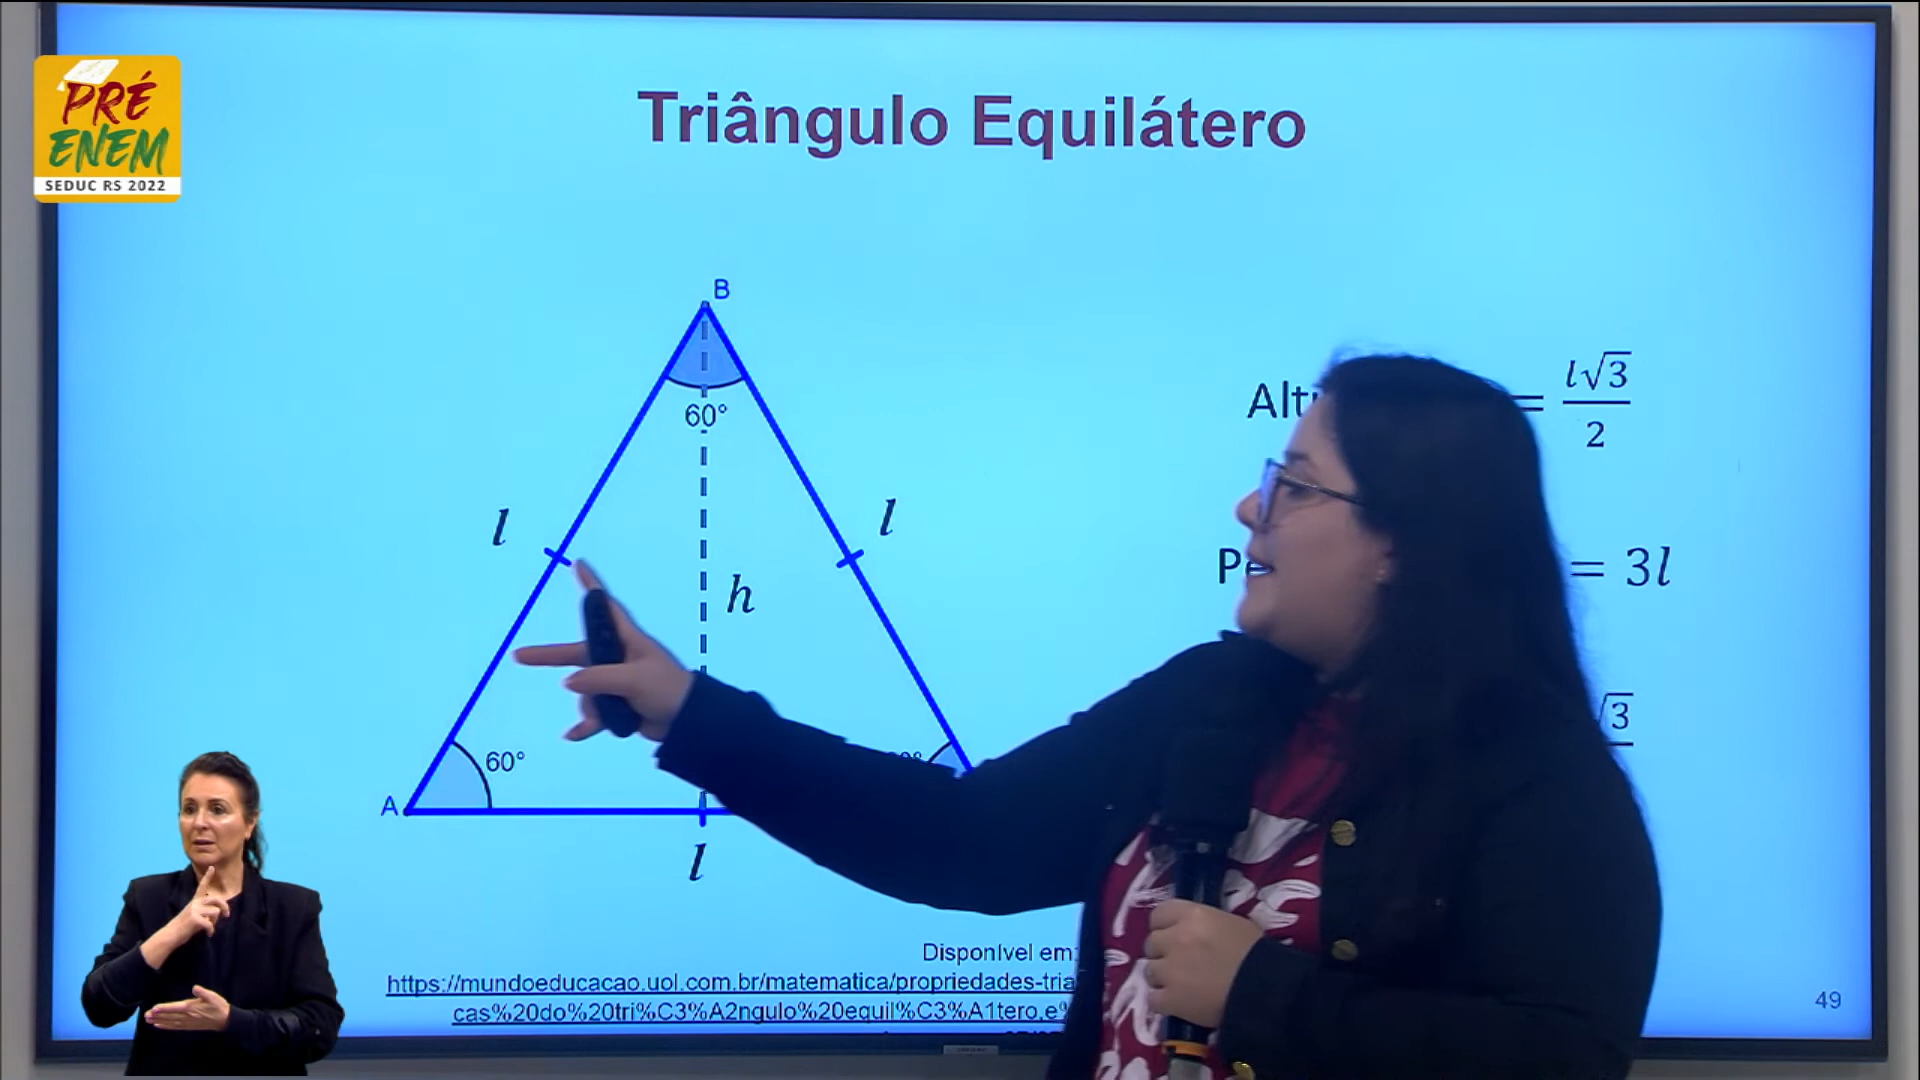 PRÉ
ENEM
SEDUC RS 2022
Triângulo Equilátero
B
60°
l
l
h
60°
A
l
= l√3/2
= 3l
√3
Disponível em:
https://mundoeducacao.uol.com.br/matematica/propriedades-tria
cas%20do%20tri%C3%A2ngulo%20equil%C3%A1tero,e%
49